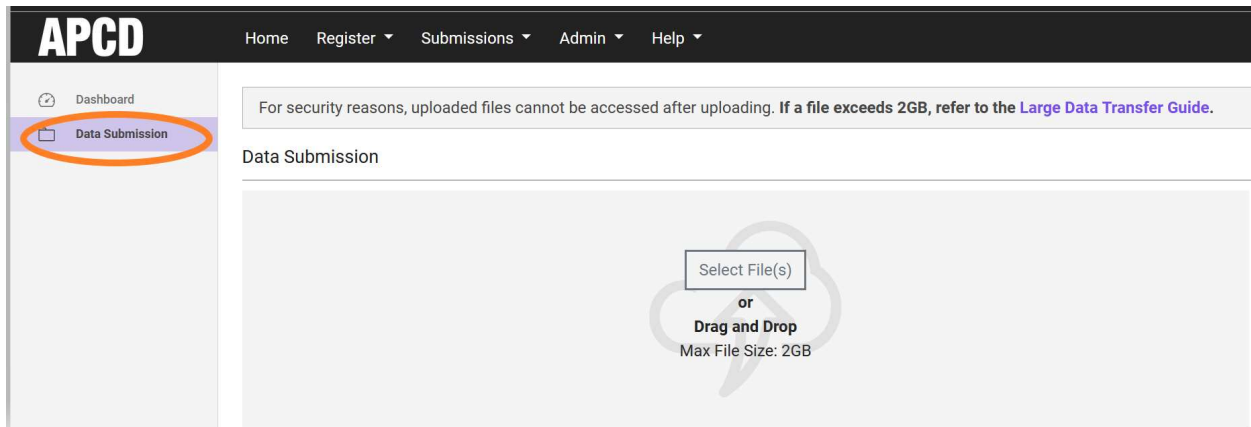 APCD
Home Register Submissions Admin Help
Dashboard
Data Submission
For security reasons, uploaded files cannot be accessed after uploading. If a file exceeds 2GB, refer to the Large Data Transfer Guide.
Data Submission
Select File(s)
or
Drag and Drop
Max File Size: 2GB